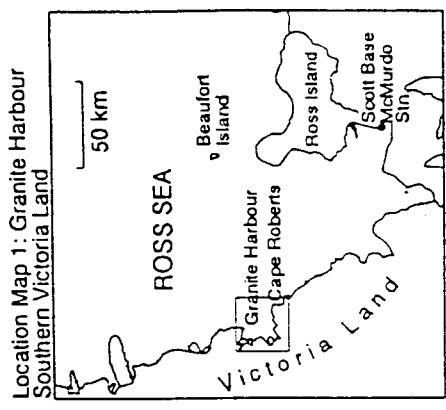 Location Map 1: Granite Harbour
Southern Victoria Land
50 km
ROSS SEA
Beaufort
Island
Ross Island
Granite Harbour
Cape Roberts
Scott Base
McMurdo
Stn.
Victoria Land